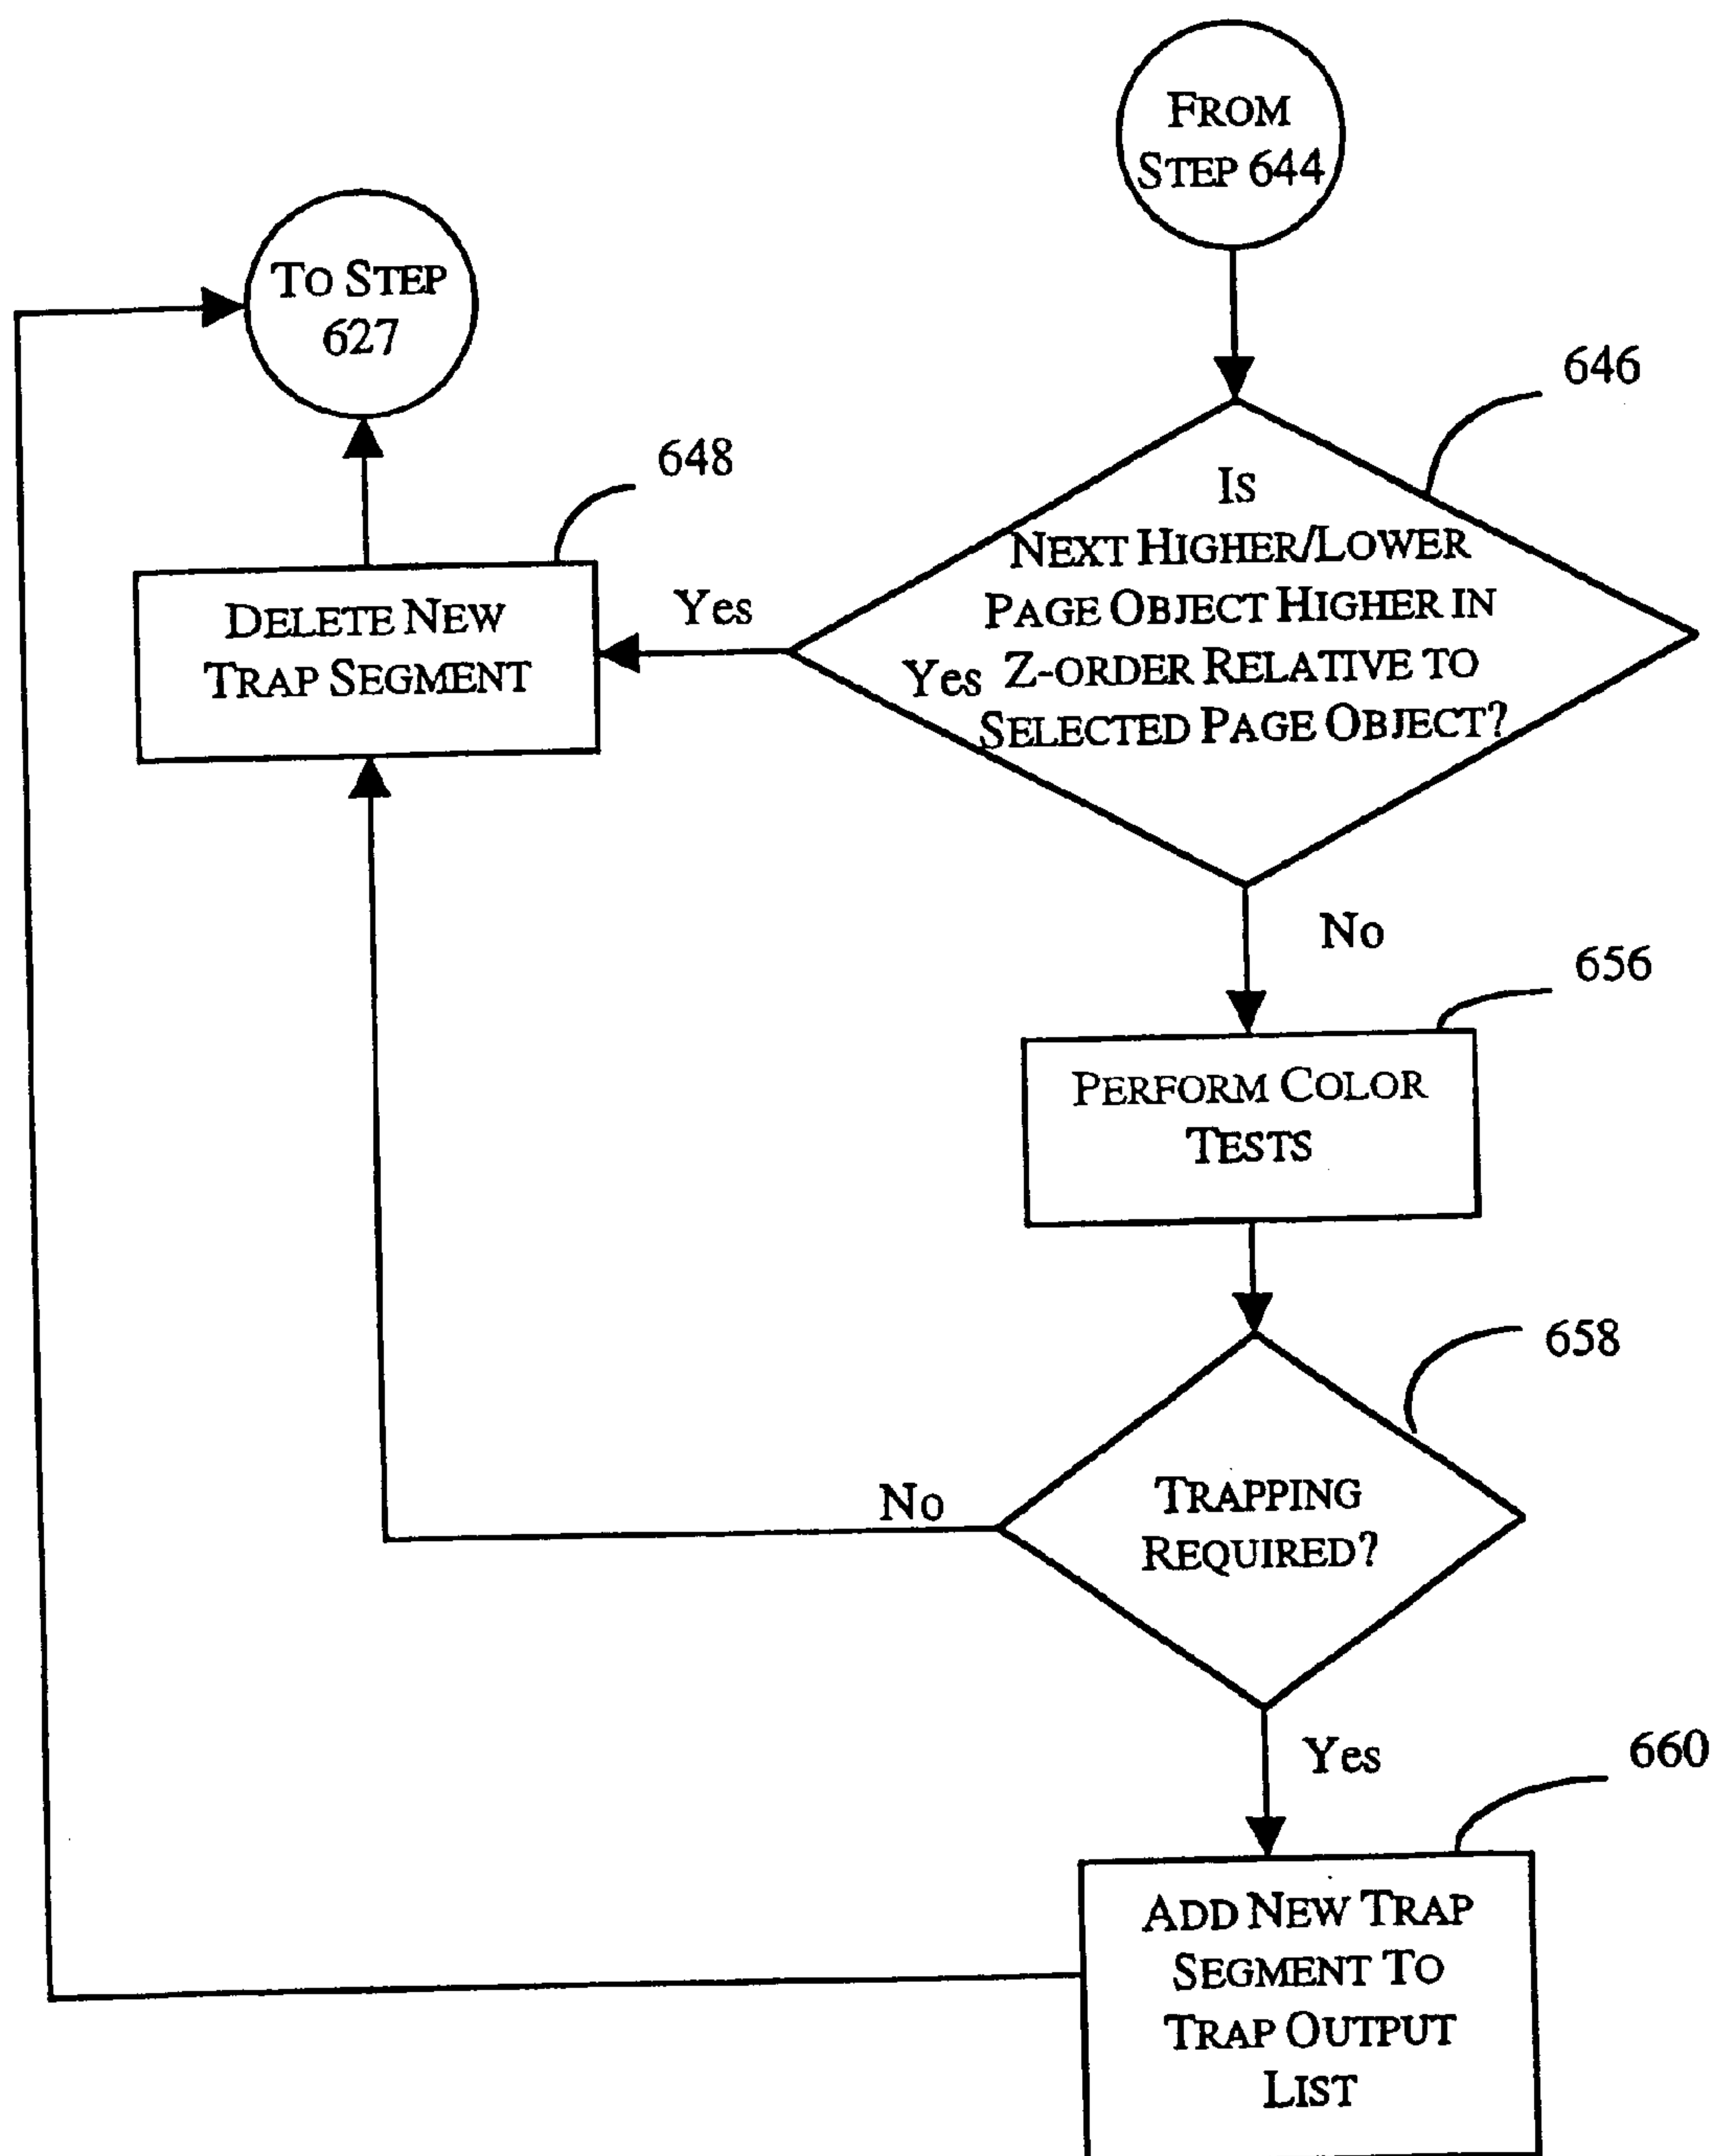 FROM
STEP 644
TO STEP
627
646
648
IS
NEXT HIGHER/LOWER
PAGE OBJECT HIGHER IN
Yes Z-ORDER RELATIVE TO
SELECTED PAGE OBJECT?
Yes
DELETE NEW
TRAP SEGMENT
No
656
PERFORM COLOR
TESTS
658
TRAPPING
REQUIRED?
No
Yes
660
ADD NEW TRAP
SEGMENT TO
TRAP OUTPUT
LIST